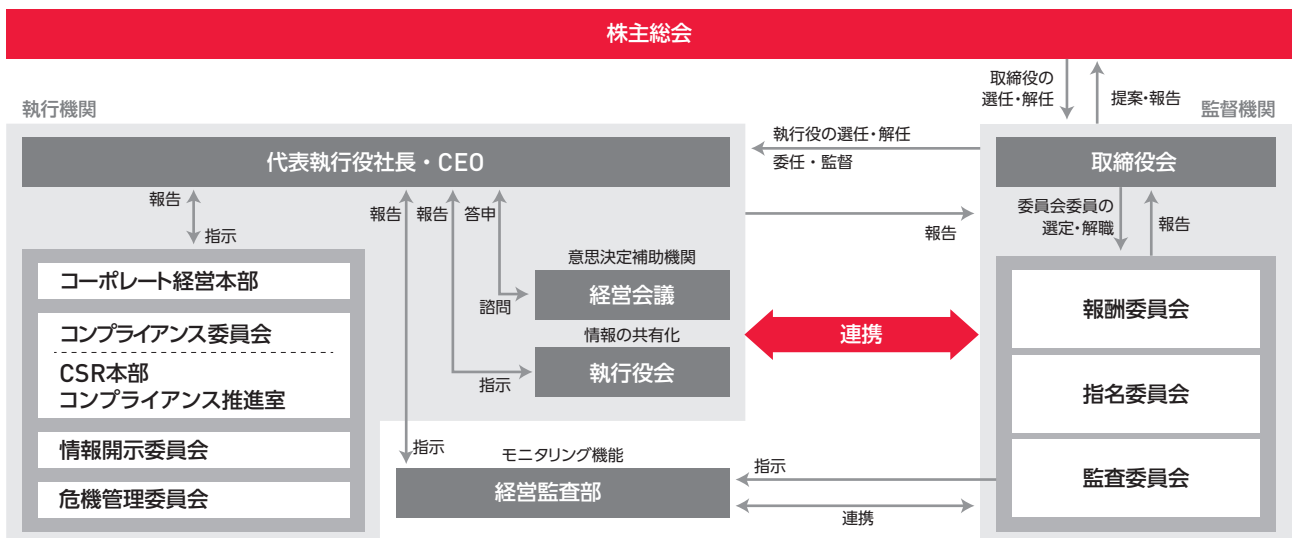 株主総会
取締役の
選任・解任
提案・報告
執行機関
監督機関
代表執行役社長・CEO
執行役の選任・解任
委任・監督
取締役会
報告
指示
報告
報告
答申
報告
委員会委員の
選定・解職
報告
意思決定補助機関
経営会議
諮問
コーポレート経営本部
コンプライアンス委員会
CSR本部
コンプライアンス推進室
情報開示委員会
危機管理委員会
情報の共有化
執行役会
指示
連携
報酬委員会
指名委員会
監査委員会
指示
モニタリング機能
経営監査部
指示
連携